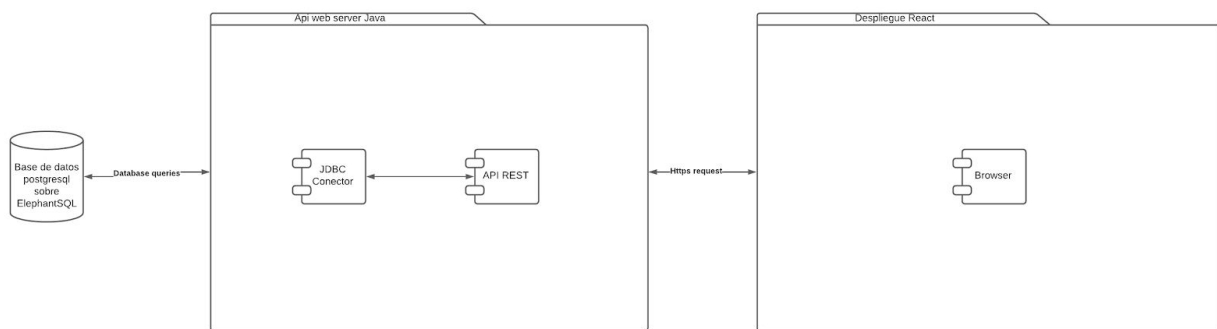 Api web server Java
Despliegue React
Base de datos
postgresql
sobre
ElephantSQL
Database queries
JDBC
Conector
API REST
Https request
Browser